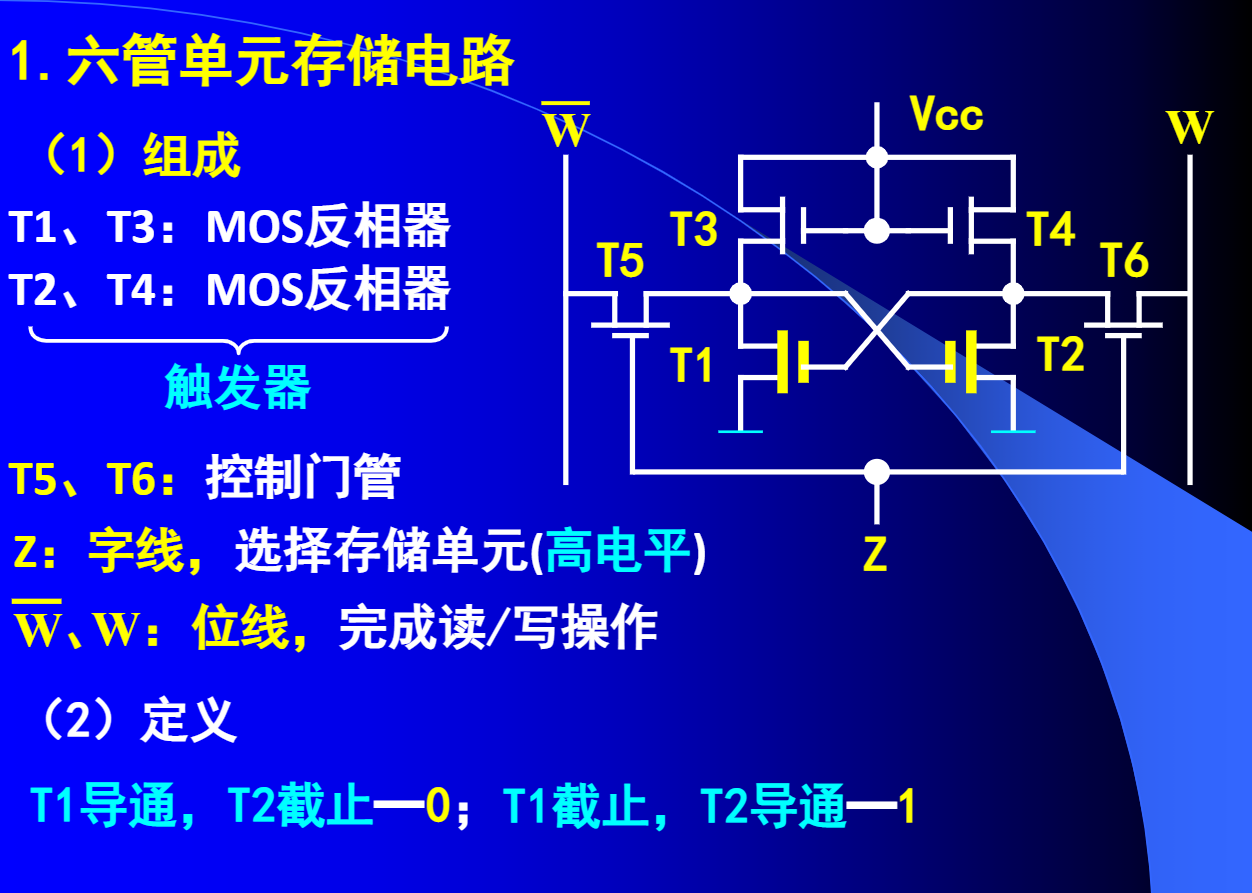 1.六管单元存储电路
（1）组成
T1、T3：MOS反相器
T2、T4：MOS反相器
触发器
T5、T6：控制门管
Z：字线，选择存储单元(高电平)
W̅、W：位线，完成读/写操作
（2）定义
T1导通，T2截止—0；T1截止，T2导通—1
W̅
Vcc
W
T3
T4
T5
T6
T1
T2
Z